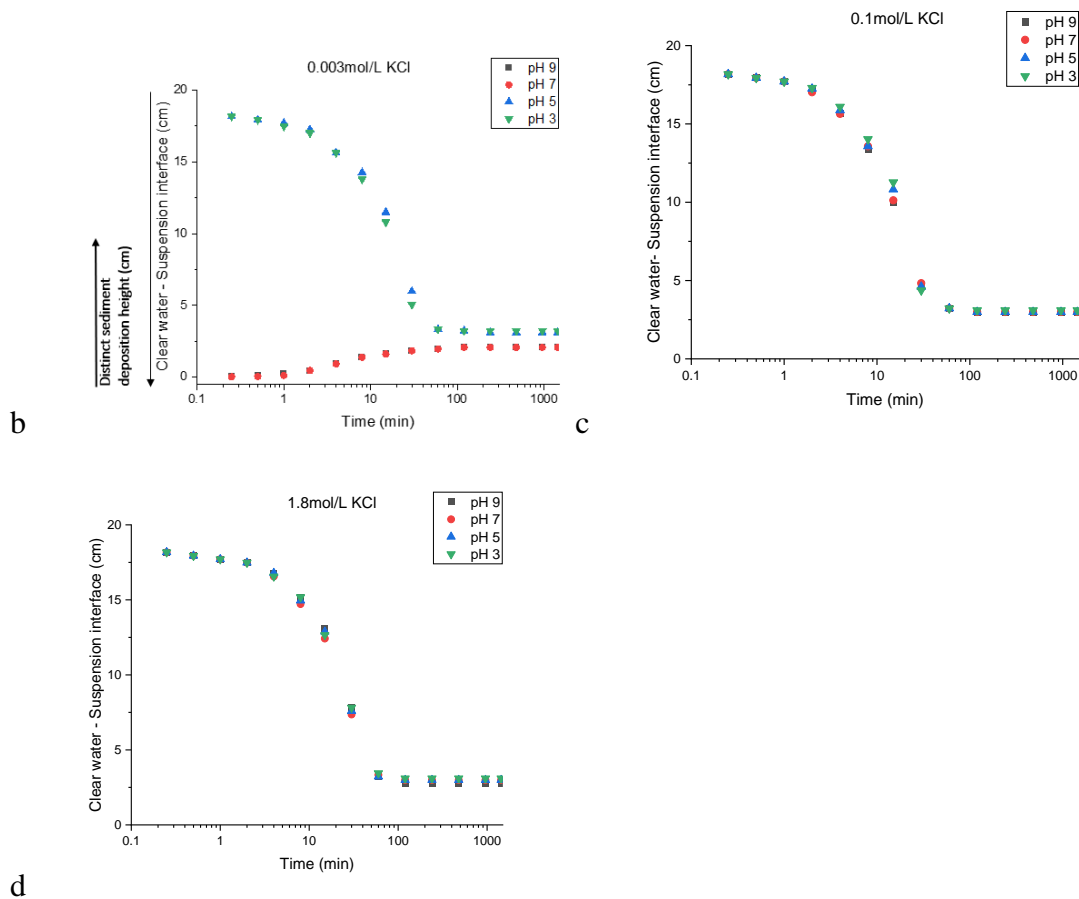 0.003mol/L KCl
pH 9
pH 7
pH 5
pH 3
20
15
10
5
0
Distinct sediment
deposition height (cm)
Clear water - Suspension interface (cm)
0.1 1 10 100 1000
Time (min)
b
0.1mol/L KCl
pH 9
pH 7
pH 5
pH 3
20
15
10
5
0
Clear water- Suspension interface (cm)
0.1 1 10 100 1000
Time (min)
c
1.8mol/L KCl
pH 9
pH 7
pH 5
pH 3
20
15
10
5
0
Clear water - Suspension interface (cm)
0.1 1 10 100 1000
Time (min)
d